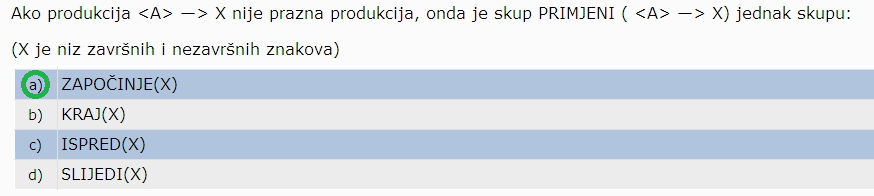 Ako produkcija <A> —> X nije prazna produkcija, onda je skup PRIMJENI ( <A> —> X) jednak skupu:
(X je niz završnih i nezavršnih znakova)
a) ZAPOČINJE(X)
b) KRAJ(X)
c) ISPRED(X)
d) SLIJEDI(X)